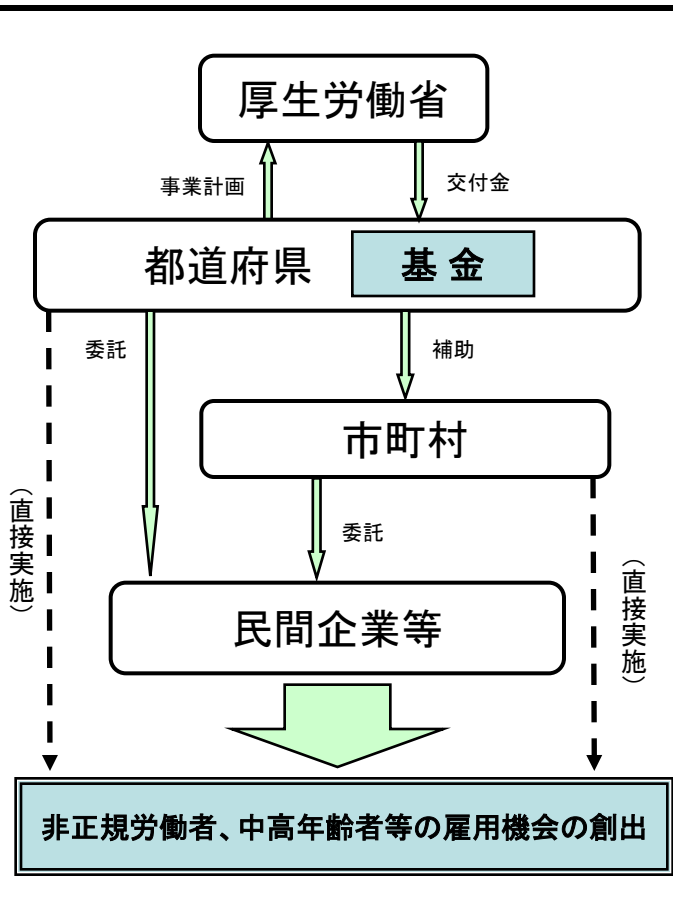 厚生労働省
事業計画
交付金
都道府県
基金
委託
補助
市町村
(直接実施)
委託
(直接実施)
民間企業等
非正規労働者、中高年齢者等の雇用機会の創出